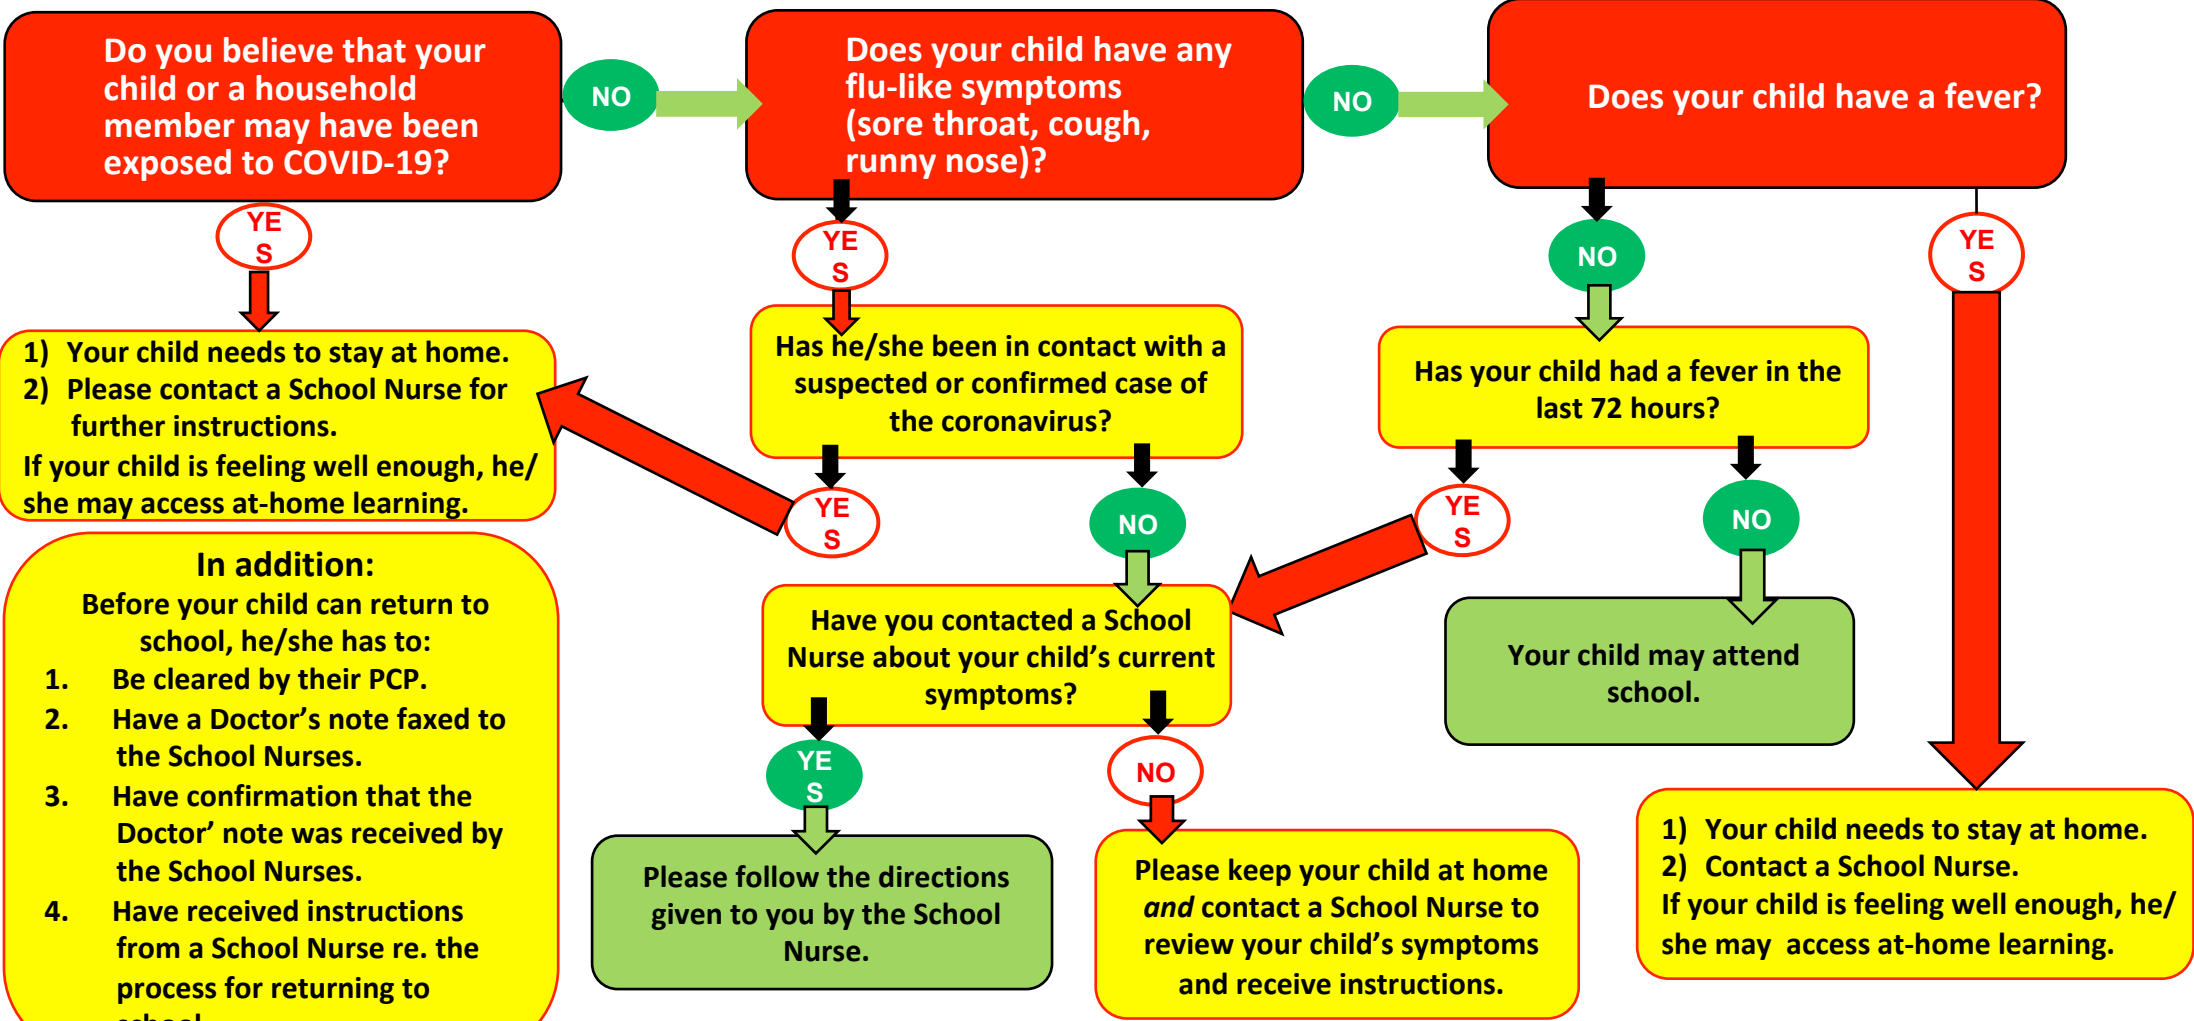 Do you believe that your
child or a household
member may have been
exposed to COVID-19?
NO
Does your child have any
flu-like symptoms
(sore throat, cough,
runny nose)?
NO
Does your child have a fever?
YE
S
YE
S
NO
YE
S
1) Your child needs to stay at home.
2) Please contact a School Nurse for
further instructions.
If your child is feeling well enough, he/
she may access at-home learning.
Has he/she been in contact with a
suspected or confirmed case of
the coronavirus?
Has your child had a fever in the
last 72 hours?
YE
S
NO
YE
S
NO
In addition:
Before your child can return to
school, he/she has to:
1. Be cleared by their PCP.
2. Have a Doctor's note faxed to
the School Nurses.
3. Have confirmation that the
Doctor' note was received by
the School Nurses.
4. Have received instructions
from a School Nurse re. the
process for returning to
Have you contacted a School
Nurse about your child's current
symptoms?
Your child may attend
school.
YE
S
NO
Please follow the directions
given to you by the School
Nurse.
Please keep your child at home
and contact a School Nurse to
review your child's symptoms
and receive instructions.
1) Your child needs to stay at home.
2) Contact a School Nurse.
If your child is feeling well enough, he/
she may access at-home learning.